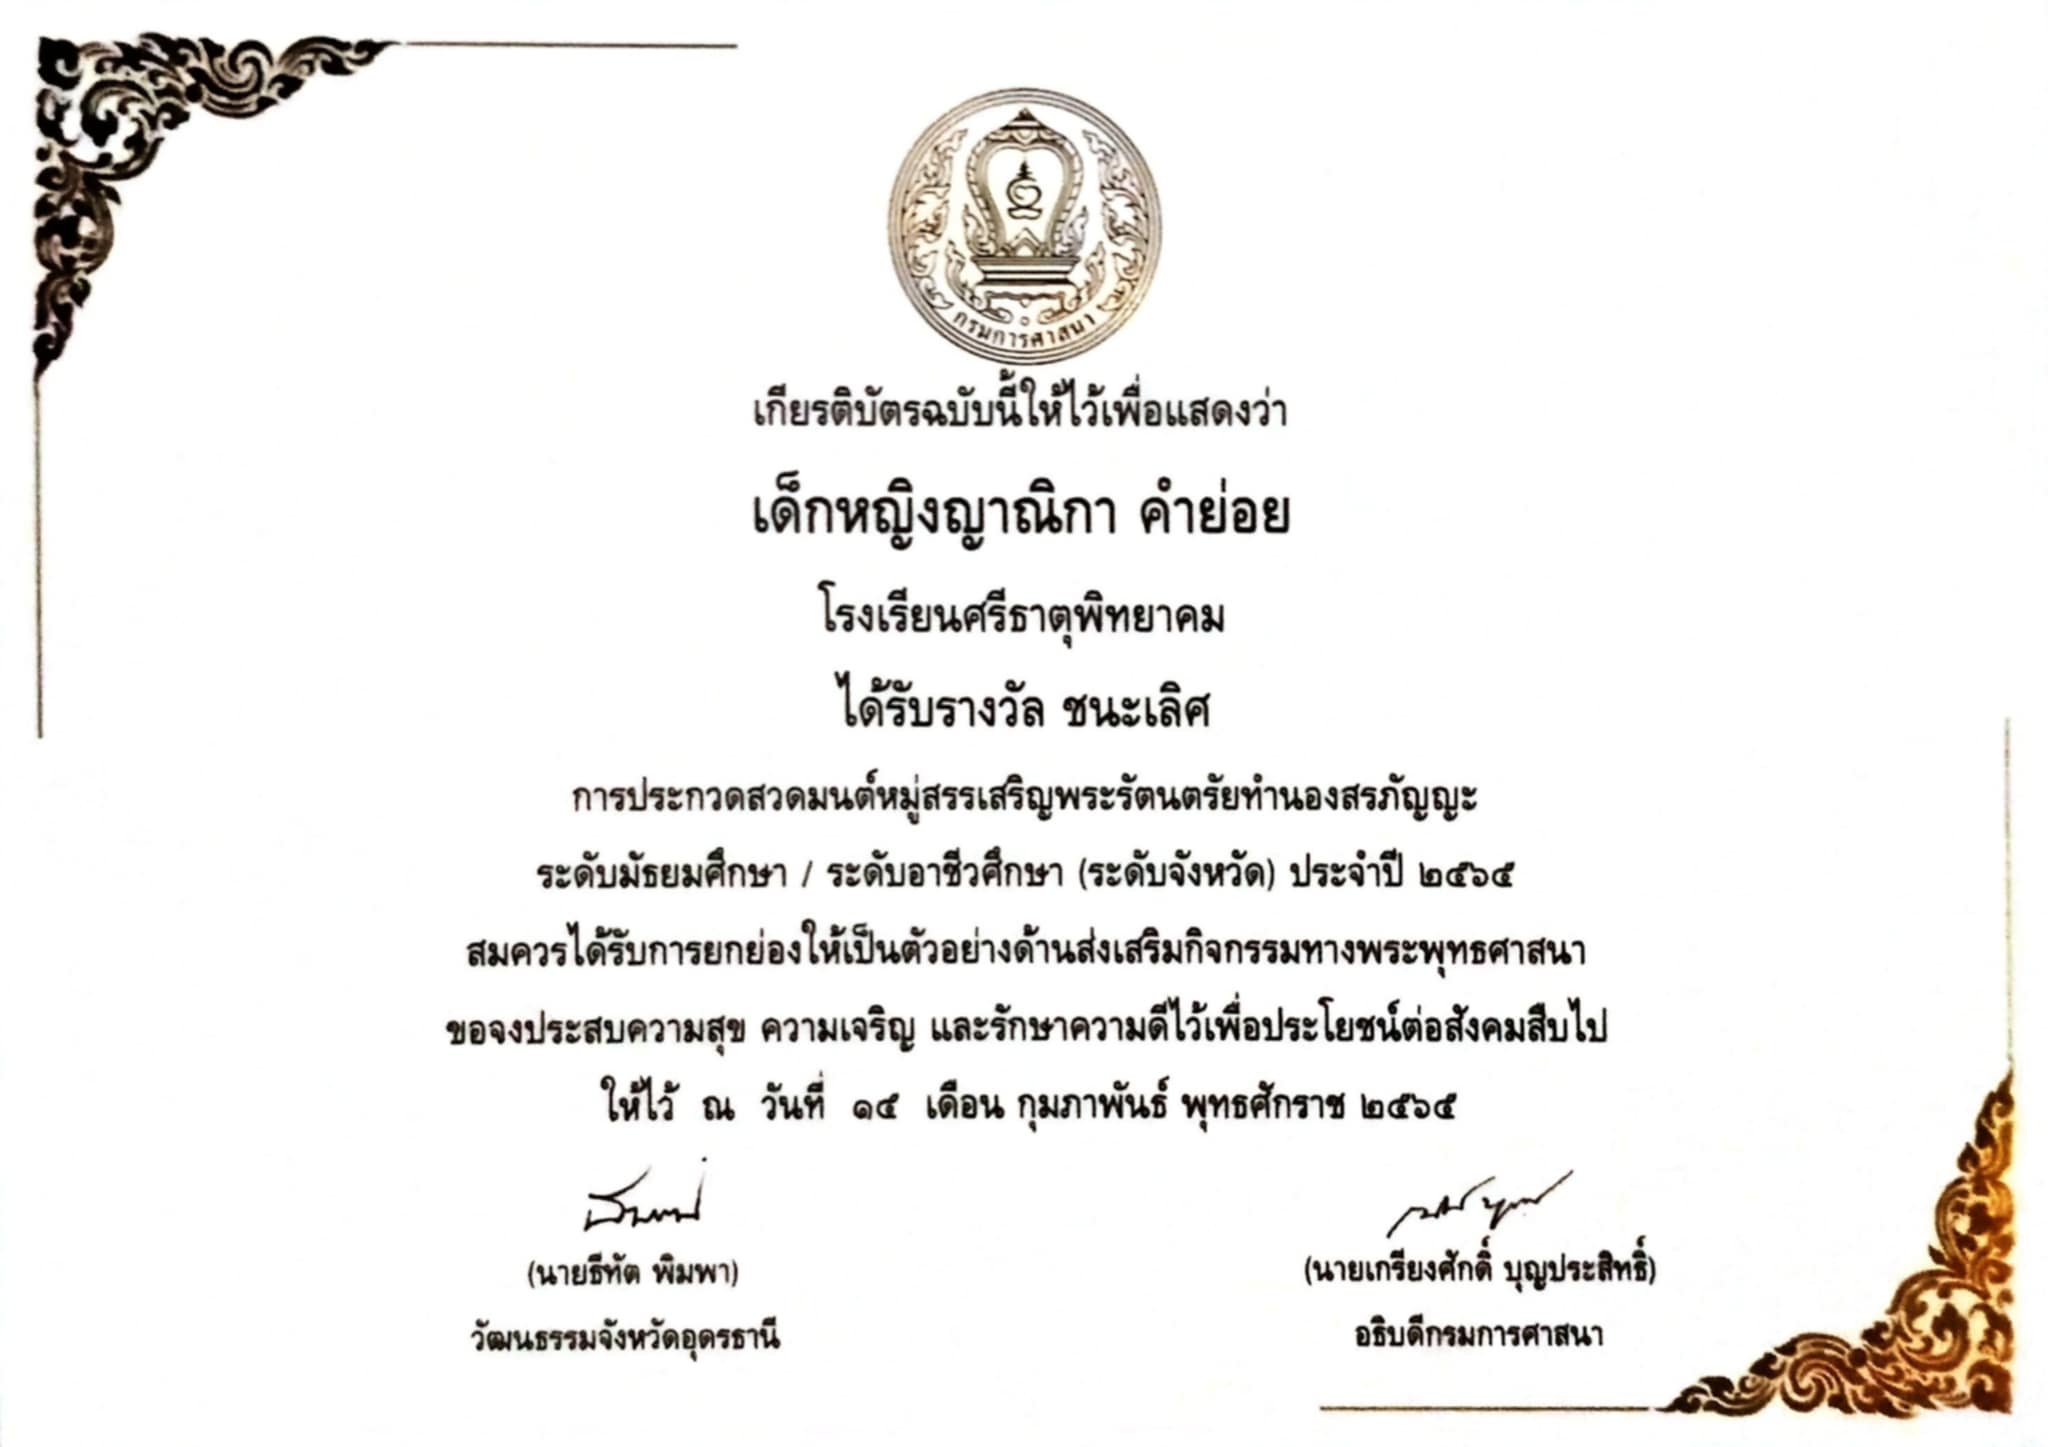 กรมการศาสนา
เกียรติบัตรฉบับนี้ให้ไว้เพื่อแสดงว่า
เด็กหญิงญาณิกา คำย่อย
โรงเรียนศรีธาตุพิทยาคม
ได้รับรางวัล ชนะเลิศ
การประกวดสวดมนต์หมู่สรรเสริญพระรัตนตรัยทำนองสรภัญญะ
ระดับมัธยมศึกษา / ระดับอาชีวศึกษา (ระดับจังหวัด) ประจำปี ๒๕๖๕
สมควรได้รับการยกย่องให้เป็นตัวอย่างด้านส่งเสริมกิจกรรมทางพระพุทธศาสนา
ขอจงประสบความสุข ความเจริญ และรักษาความดีไว้เพื่อประโยชน์ต่อสังคมสืบไป
ให้ไว้ ณ วันที่ ๑๕ เดือน กุมภาพันธ์ พุทธศักราช ๒๕๖๕
(นายธีทัต พิมพา) (นายเกรียงศักดิ์ บุญประสิทธิ์)
วัฒนธรรมจังหวัดอุดรธานี อธิบดีกรมการศาสนา